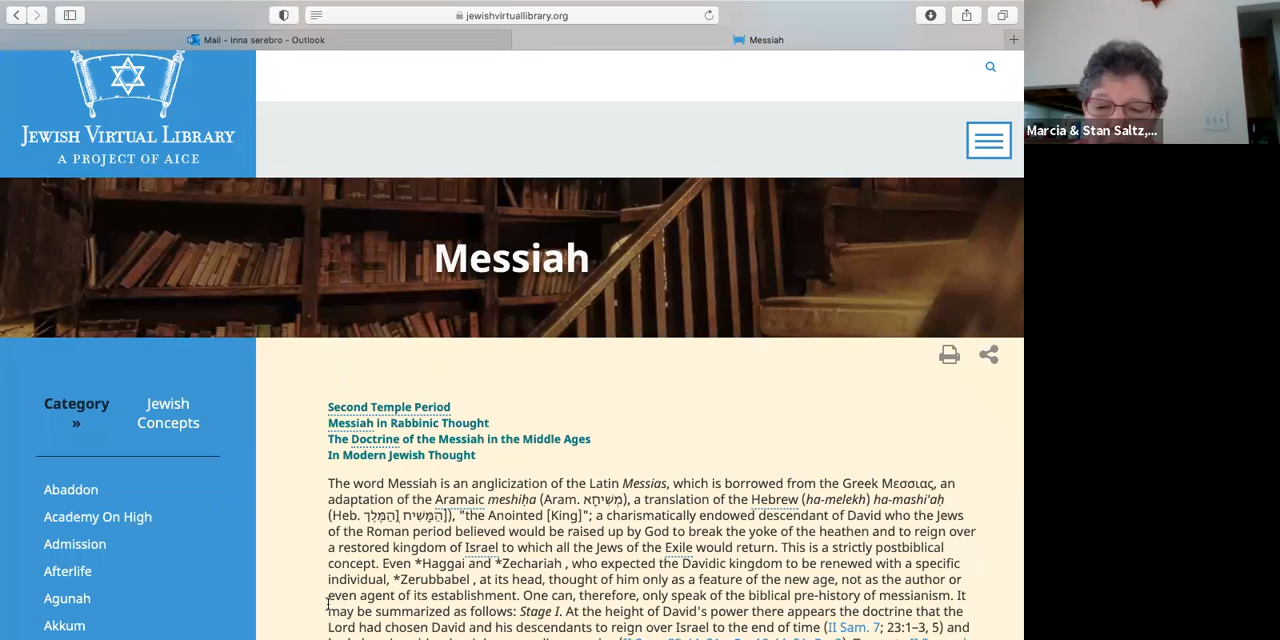 jewishvirtuallibrary.org
Mail - Inna serebro - Outlook
Messiah
JEWISH VIRTUAL LIBRARY
A PROJECT OF AICE
Marcia & Stan Saltz,...
Messiah
Category »
Jewish Concepts
Abaddon
Academy On High
Admission
Afterlife
Agunah
Akkum
Second Temple Period
Messiah in Rabbinic Thought
The Doctrine of the Messiah in the Middle Ages
In Modern Jewish Thought
The word Messiah is an anglicization of the Latin Messias, which is borrowed from the Greek Μεσσιας, an
adaptation of the Aramaic meshiḥa (Aram. מְשִׁיחָא), a translation of the Hebrew (ha-melekh) ha-mashi'aḥ
(Heb. הַמָּשִׁיחַ [הַמֶּלֶךְ]), "the Anointed [King]"; a charismatically endowed descendant of David who the Jews
of the Roman period believed would be raised up by God to break the yoke of the heathen and to reign over
a restored kingdom of Israel to which all the Jews of the Exile would return. This is a strictly postbiblical
concept. Even *Haggai and *Zechariah , who expected the Davidic kingdom to be renewed with a specific
individual, *Zerubbabel , at its head, thought of him only as a feature of the new age, not as the author or
even agent of its establishment. One can, therefore, only speak of the biblical pre-history of messianism. It
may be summarized as follows: Stage I. At the height of David's power there appears the doctrine that the
Lord had chosen David and his descendants to reign over Israel to the end of time (II Sam. 7; 23:1–3, 5) and